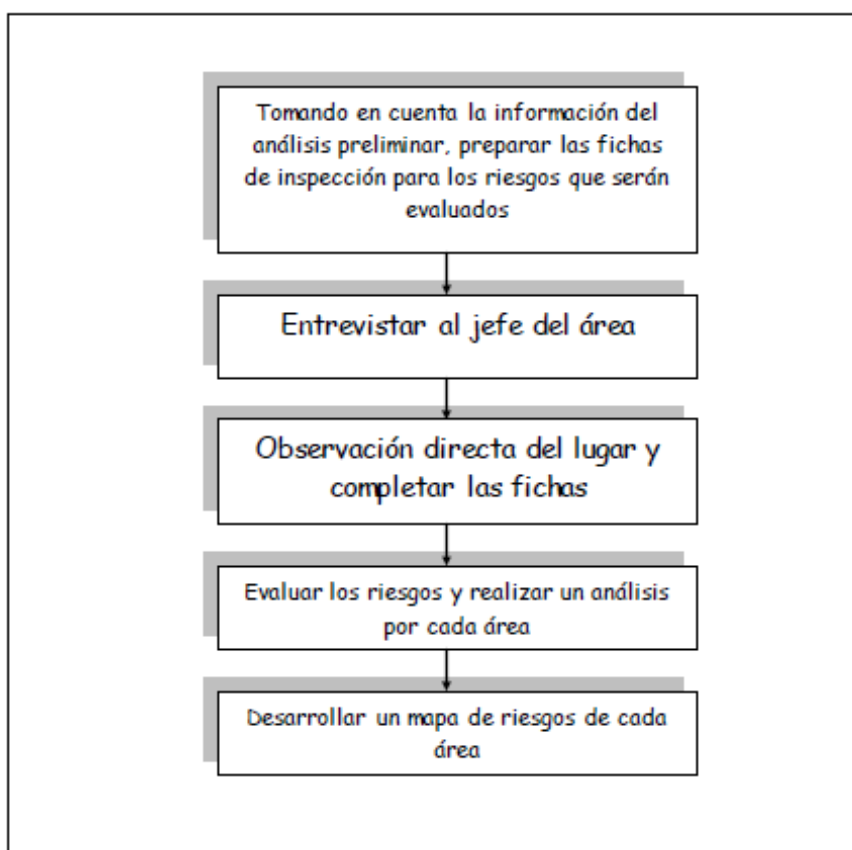 Tomando en cuenta la información del
análisis preliminar, preparar las fichas
de inspección para los riesgos que serán
evaluados
Entrevistar al jefe del área
Observación directa del lugar y
completar las fichas
Evaluar los riesgos y realizar un análisis
por cada área
Desarrollar un mapa de riesgos de cada
área